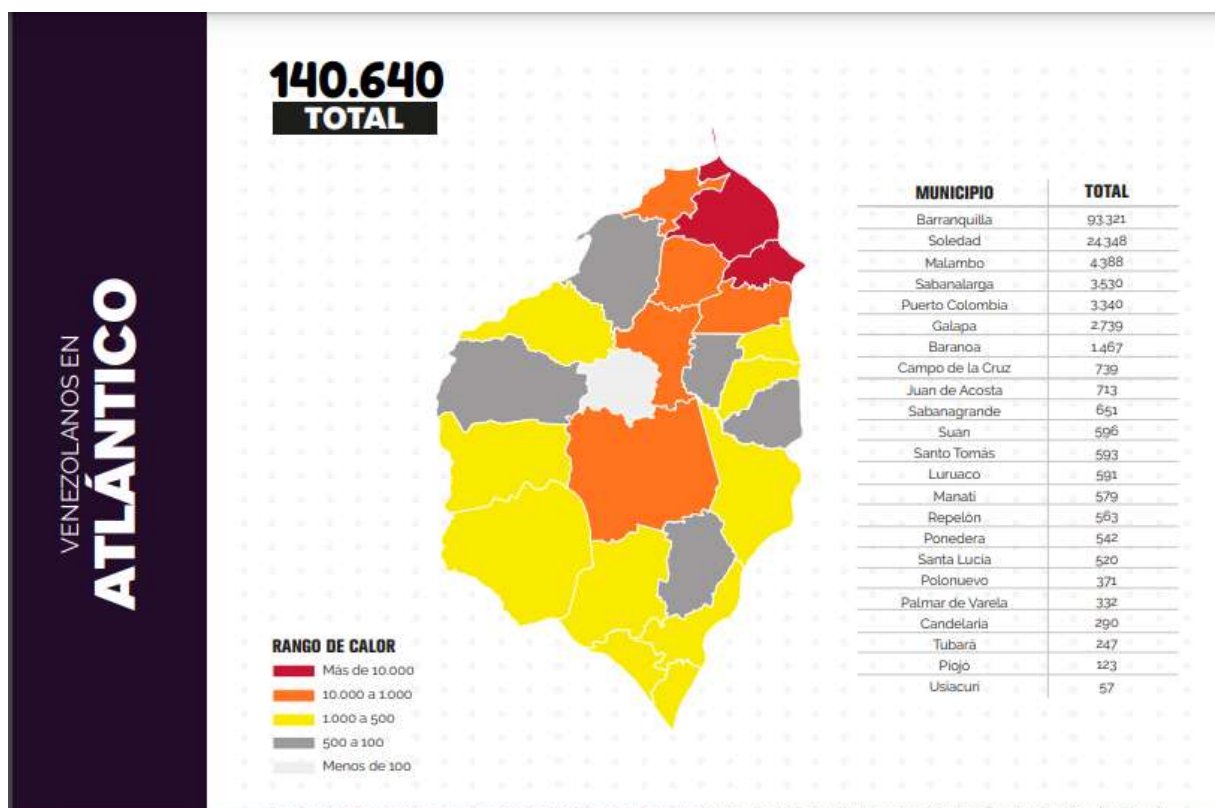 VENEZOLANOS EN
ATLÁNTICO
140.640
TOTAL
MUNICIPIO TOTAL
Barranquilla 93.321
Soledad 24.348
Malambo 4.388
Sabanalarga 3.530
Puerto Colombia 3.340
Galapa 2.739
Baranoa 1.467
Campo de la Cruz 739
Juan de Acosta 713
Sabanagrande 651
Suan 596
Santo Tomás 593
Luruaco 591
Manatí 579
Repelón 563
Ponedera 542
Santa Lucía 520
Polonuevo 371
Palmar de Varela 332
Candelaria 290
Tubará 247
Piojó 123
Usiacurí 57
RANGO DE CALOR
Más de 10.000
10.000 a 1.000
1.000 a 500
500 a 100
Menos de 100